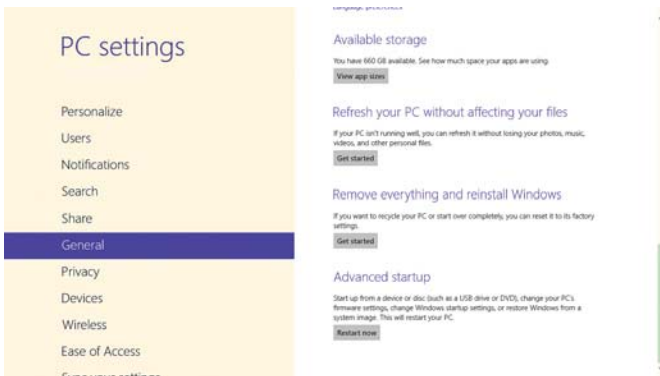 PC settings
Personalize
Users
Notifications
Search
Share
General
Privacy
Devices
Wireless
Ease of Access
Sync your settings
Available storage
You have 660 GB available. See how much space your apps are using.
View app sizes
Refresh your PC without affecting your files
If your PC isn't running well, you can refresh it without losing your photos, music,
videos, and other personal files.
Get started
Remove everything and reinstall Windows
If you want to recycle your PC or start over completely, you can reset it to its factory
settings.
Get started
Advanced startup
Start up from a device or disc (such as a USB drive or DVD), change your PC's
firmware settings, change Windows startup settings, or restore Windows from a
system image. This will restart your PC.
Restart now